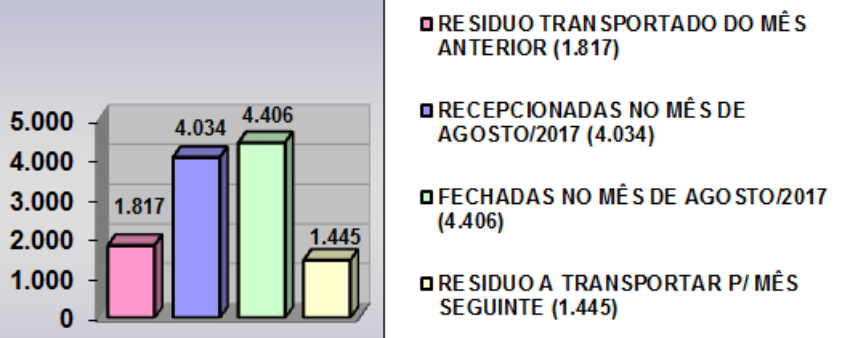 5.000
4.000
3.000
2.000
1.000
0
1.817
4.034
4.406
1.445
RESIDUO TRANSPORTADO DO MÊS
ANTERIOR (1.817)
RECEPCIONADAS NO MÊS DE
AGOSTO/2017 (4.034)
FECHADAS NO MÊS DE AGOSTO/2017
(4.406)
RESIDUO A TRANSPORTAR P/ MÊS
SEGUINTE (1.445)